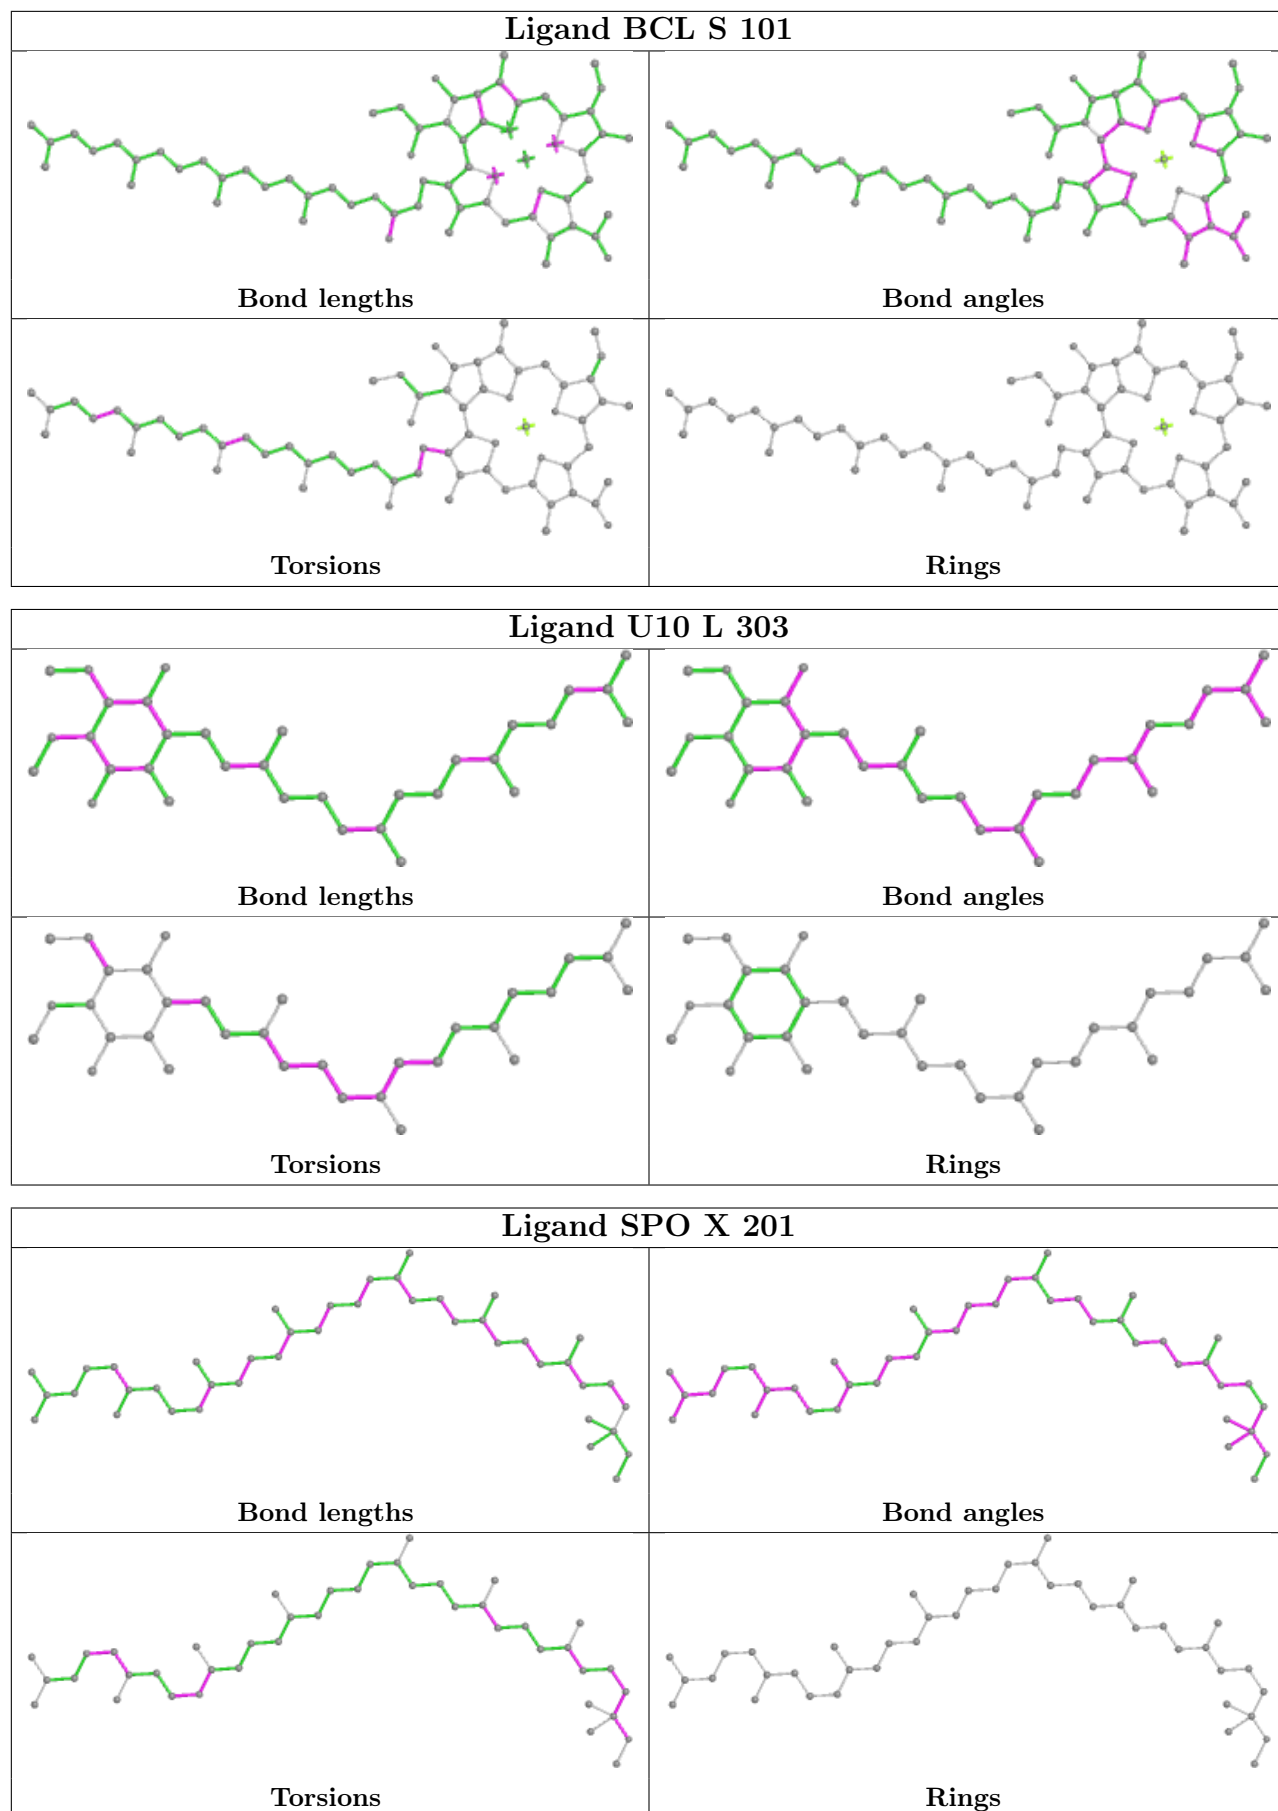 Ligand BCL S 101
Bond lengths
Bond angles
Torsions
Rings
Ligand U10 L 303
Bond lengths
Bond angles
Torsions
Rings
Ligand SPO X 201
Bond lengths
Bond angles
Torsions
Rings